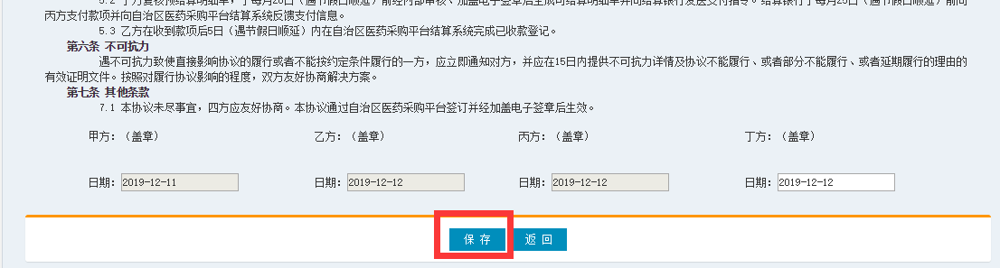 5.2 丁方复核预结算明细单，于每月20日（遇节假日顺延）前经内部审核、加盖电子签章后生成可结算明细单并向结算银行发送支付指令。结算银行于每月25日（遇节假日顺延）前向
丙方支付款项并向自治区医药采购平台结算系统反馈支付信息。
5.3 乙方在收到款项后5日（遇节假日顺延）内在自治区医药采购平台结算系统完成已收款登记。
第六条 不可抗力
遇不可抗力致使直接影响协议的履行或者不能按约定条件履行的一方，应立即通知对方，并应在15日内提供不可抗力详情及协议不能履行、或者部分不能履行、或者延期履行的理由的
有效证明文件。按照对履行协议影响的程度，双方友好协商解决方案。
第七条 其他条款
7.1 本协议未尽事宜，四方应友好协商。本协议通过自治区医药采购平台签订并经加盖电子签章后生效。
甲方：（盖章） 乙方：（盖章） 丙方：（盖章） 丁方：（盖章）
日期：2019-12-11 日期：2019-12-12 日期：2019-12-12 日期：2019-12-12
保 存 返 回